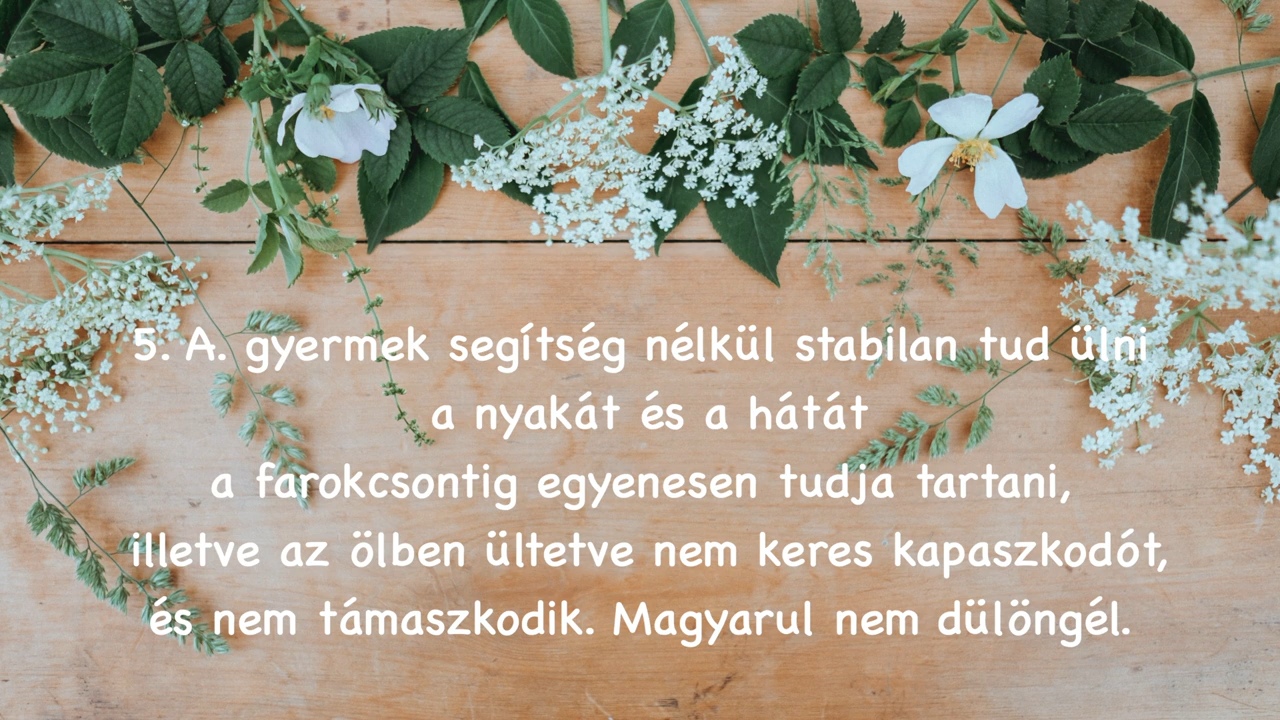 5. A. gyermek segítség nélkül stabilan tud ülni
a nyakát és a hátát
a farokcsontig egyenesen tudja tartani,
illetve az ölben ültetve nem keres kapaszkodót,
és nem támaszkodik. Magyarul nem dülöngél.